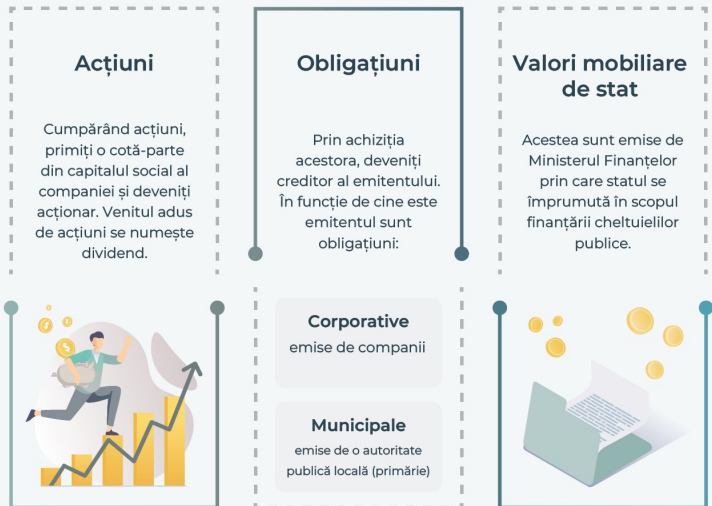 Acțiuni
Cumpărând acțiuni,
primiți o cotă-parte
din capitalul social al
companiei și deveniți
acționar. Venitul adus
de acțiuni se numește
dividend.
Obligațiuni
Prin achiziția
acestora, deveniți
creditor al emitentului.
În funcție de cine este
emitentul sunt
obligațiuni:
Corporative
emise de companii
Municipale
emise de o autoritate
publică locală (primărie)
Valori mobiliare
de stat
Acestea sunt emise de
Ministerul Finanțelor
prin care statul se
împrumută în scopul
finanțării cheltuielilor
publice.